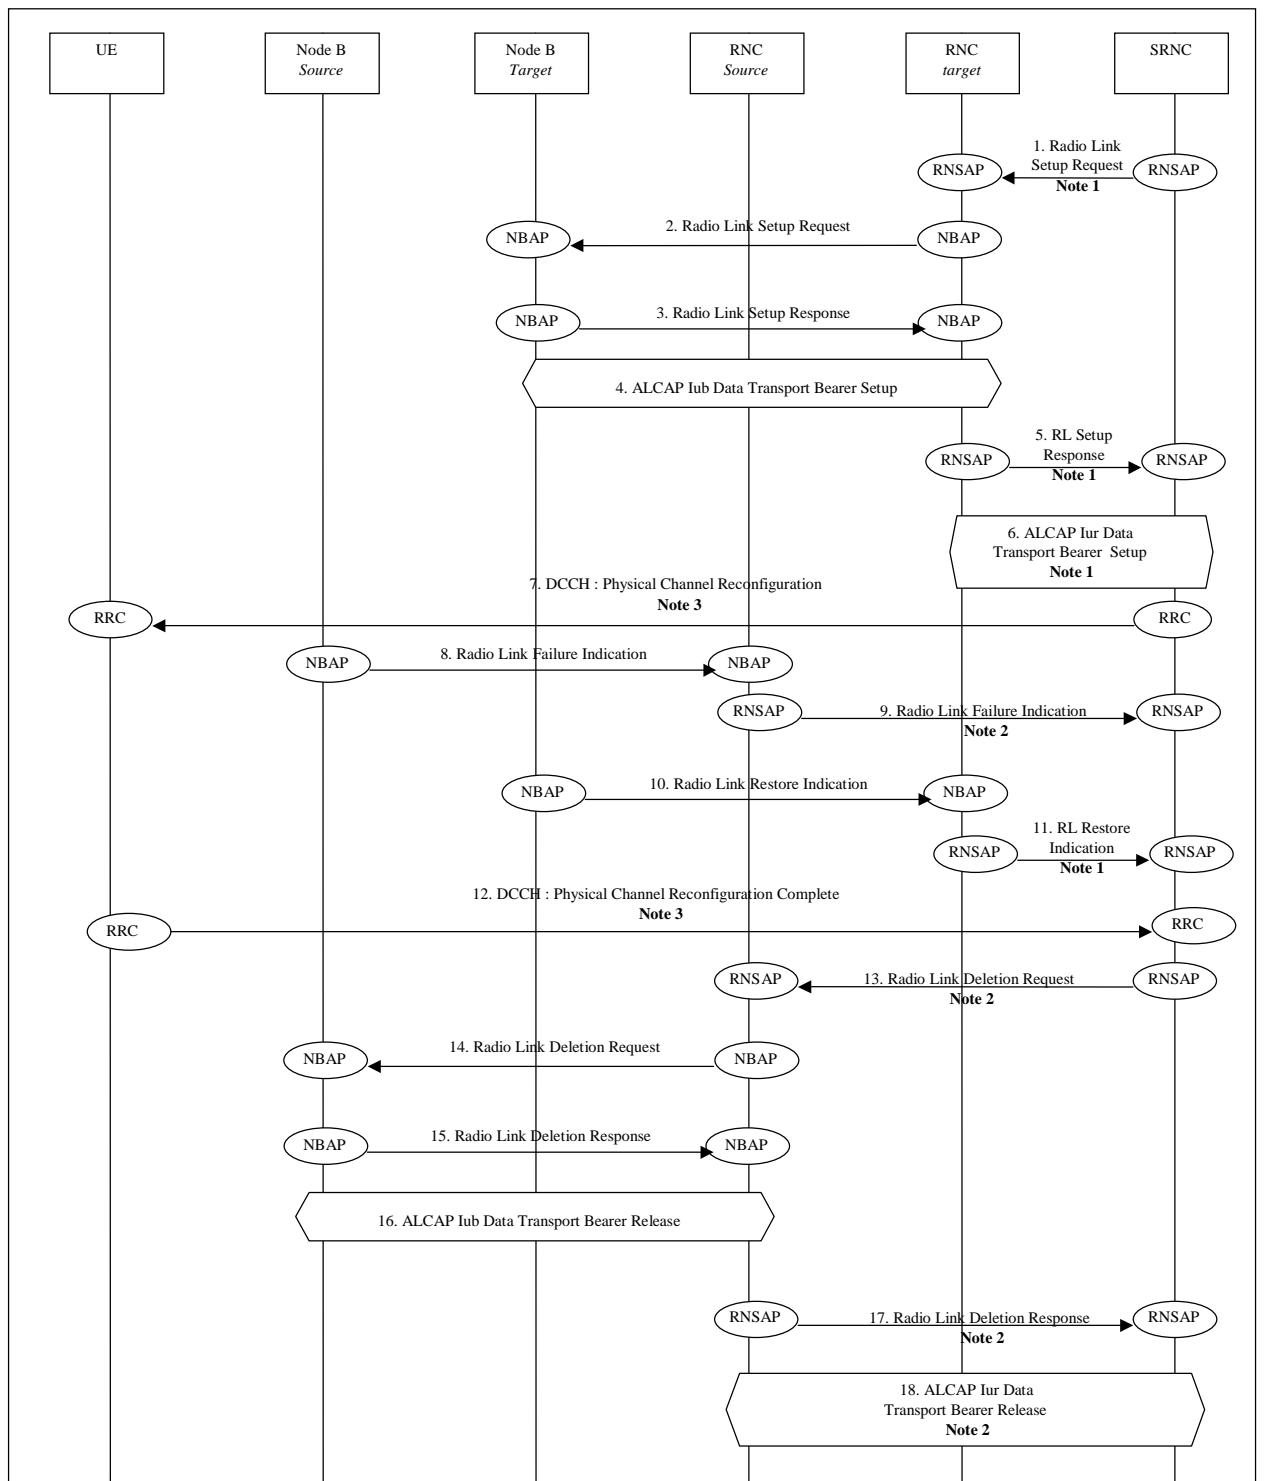 UE
Node B
Source
Node B
Target
RNC
Source
RNC
target
SRNC
1. Radio Link
Setup Request
Note 1
RNSAP
RNSAP
2. Radio Link Setup Request
NBAP
NBAP
3. Radio Link Setup Response
NBAP
NBAP
4. ALCAP Iub Data Transport Bearer Setup
5. RL Setup
Response
Note 1
RNSAP
RNSAP
6. ALCAP Iur Data
Transport Bearer Setup
Note 1
7. DCCH : Physical Channel Reconfiguration
Note 3
RRC
RRC
8. Radio Link Failure Indication
NBAP
NBAP
9. Radio Link Failure Indication
Note 2
RNSAP
RNSAP
10. Radio Link Restore Indication
NBAP
NBAP
11. RL Restore
Indication
Note 1
RNSAP
RNSAP
12. DCCH : Physical Channel Reconfiguration Complete
Note 3
RRC
RRC
13. Radio Link Deletion Request
Note 2
RNSAP
RNSAP
14. Radio Link Deletion Request
NBAP
NBAP
15. Radio Link Deletion Response
NBAP
NBAP
16. ALCAP Iub Data Transport Bearer Release
17. Radio Link Deletion Response
Note 2
RNSAP
RNSAP
18. ALCAP Iur Data
Transport Bearer Release
Note 2